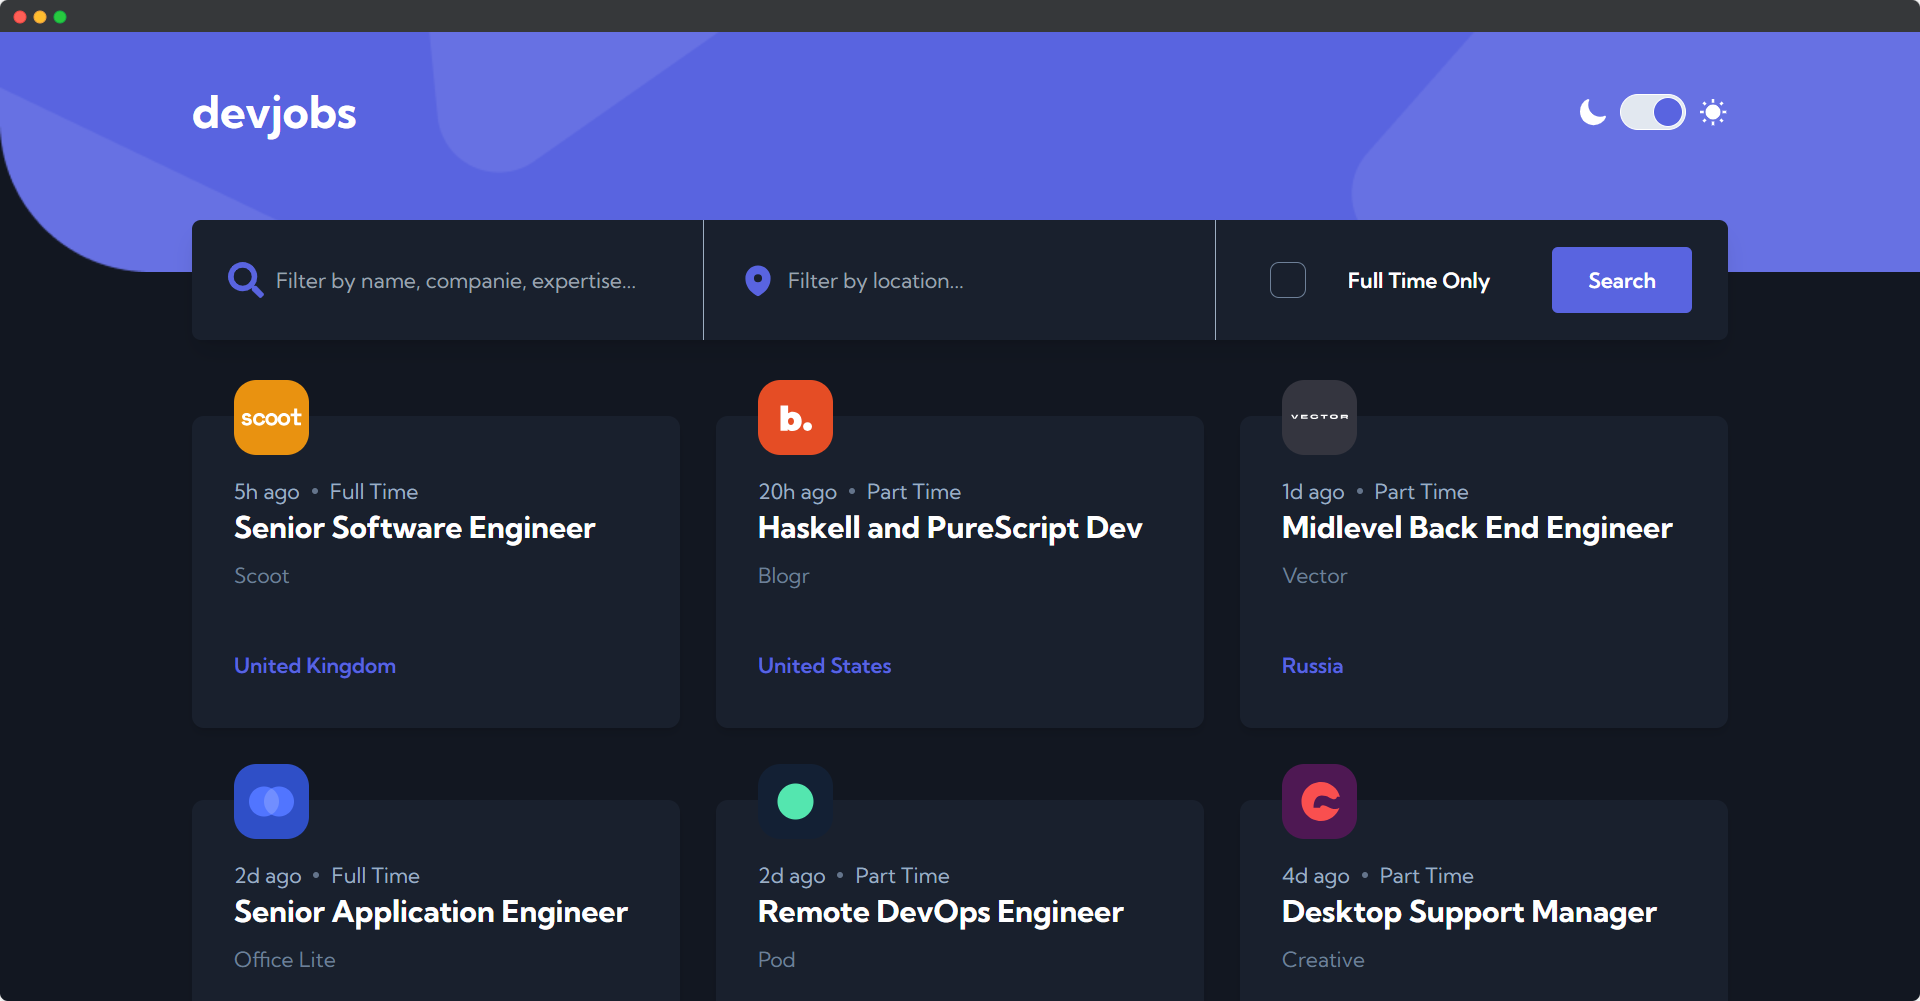 devjobs
Filter by name, companie, expertise...
Filter by location...
Full Time Only
Search
scoot
5h ago • Full Time
Senior Software Engineer
Scoot
United Kingdom
b.
20h ago • Part Time
Haskell and PureScript Dev
Blogr
United States
VECTOR
1d ago • Part Time
Midlevel Back End Engineer
Vector
Russia
2d ago • Full Time
Senior Application Engineer
Office Lite
2d ago • Part Time
Remote DevOps Engineer
Pod
4d ago • Part Time
Desktop Support Manager
Creative